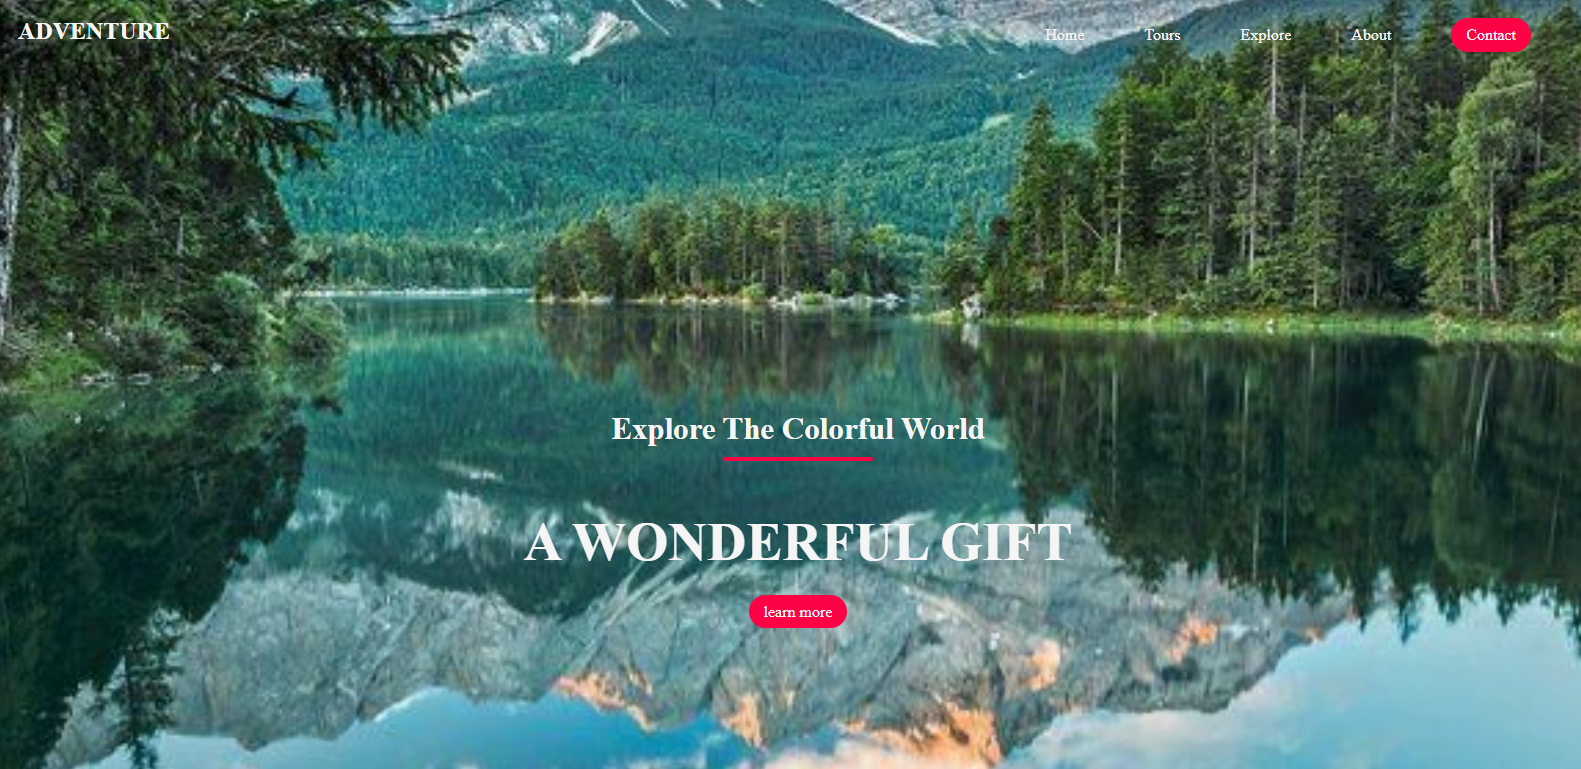 ADVENTURE
Home Tours Explore About Contact
Explore The Colorful World
A WONDERFUL GIFT
learn more